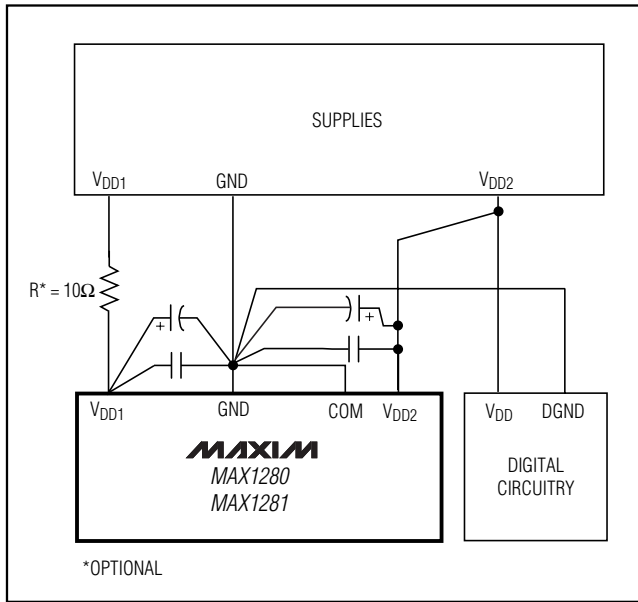 SUPPLIES
VDD1 GND VDD2
R* = 10Ω
+ +
VDD1 GND COM VDD2 VDD DGND
MAXIM
MAX1280
MAX1281
DIGITAL
CIRCUITRY
*OPTIONAL